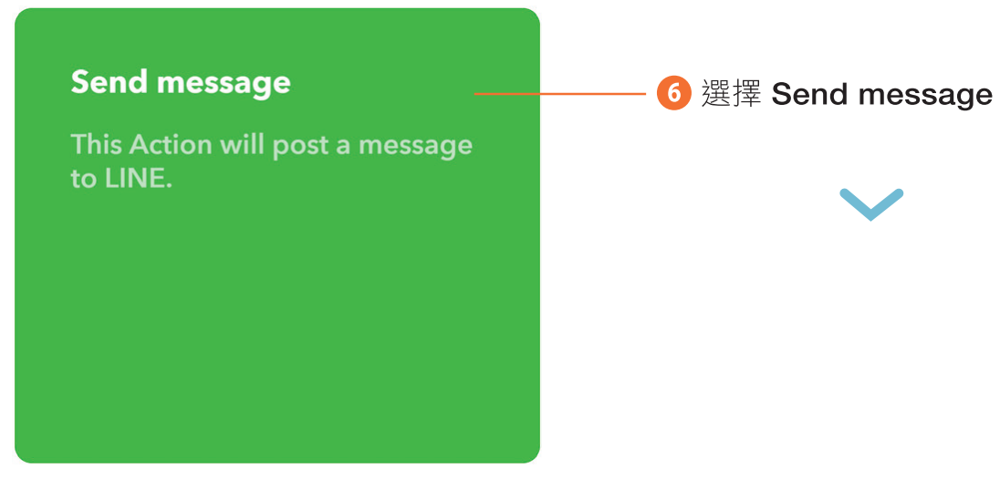 Send message
This Action will post a message
to LINE.
6 選擇 Send message